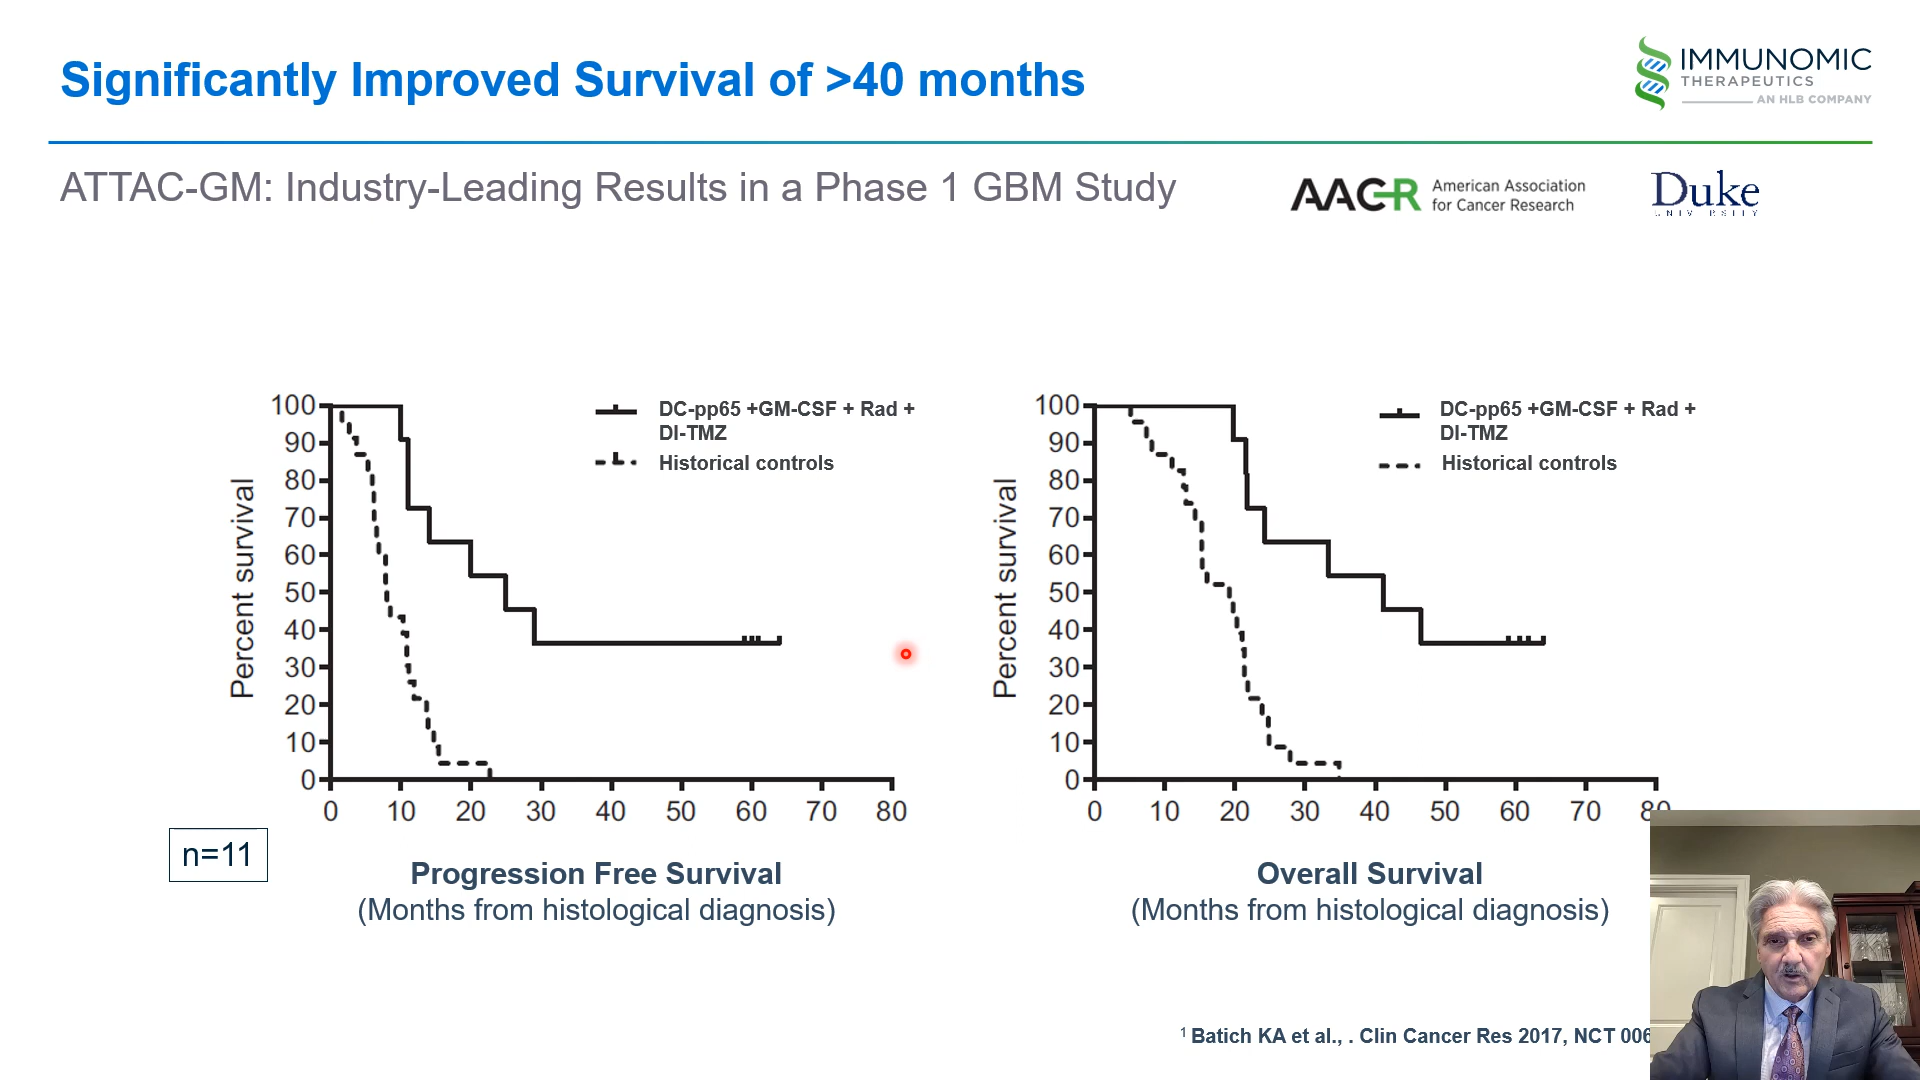 Significantly Improved Survival of >40 months
IMMUNOMIC
THERAPEUTICS
AN HLB COMPANY
ATTAC-GM: Industry-Leading Results in a Phase 1 GBM Study
AACR American Association
for Cancer Research
Duke
UNIVERSITY
Percent survival
100
90
80
70
60
50
40
30
20
10
0
0 10 20 30 40 50 60 70 80
DC-pp65 +GM-CSF + Rad +
DI-TMZ
Historical controls
n=11
Progression Free Survival
(Months from histological diagnosis)
Percent survival
100
90
80
70
60
50
40
30
20
10
0
0 10 20 30 40 50 60 70 80
DC-pp65 +GM-CSF + Rad +
DI-TMZ
Historical controls
Overall Survival
(Months from histological diagnosis)
1 Batich KA et al., . Clin Cancer Res 2017, NCT 006